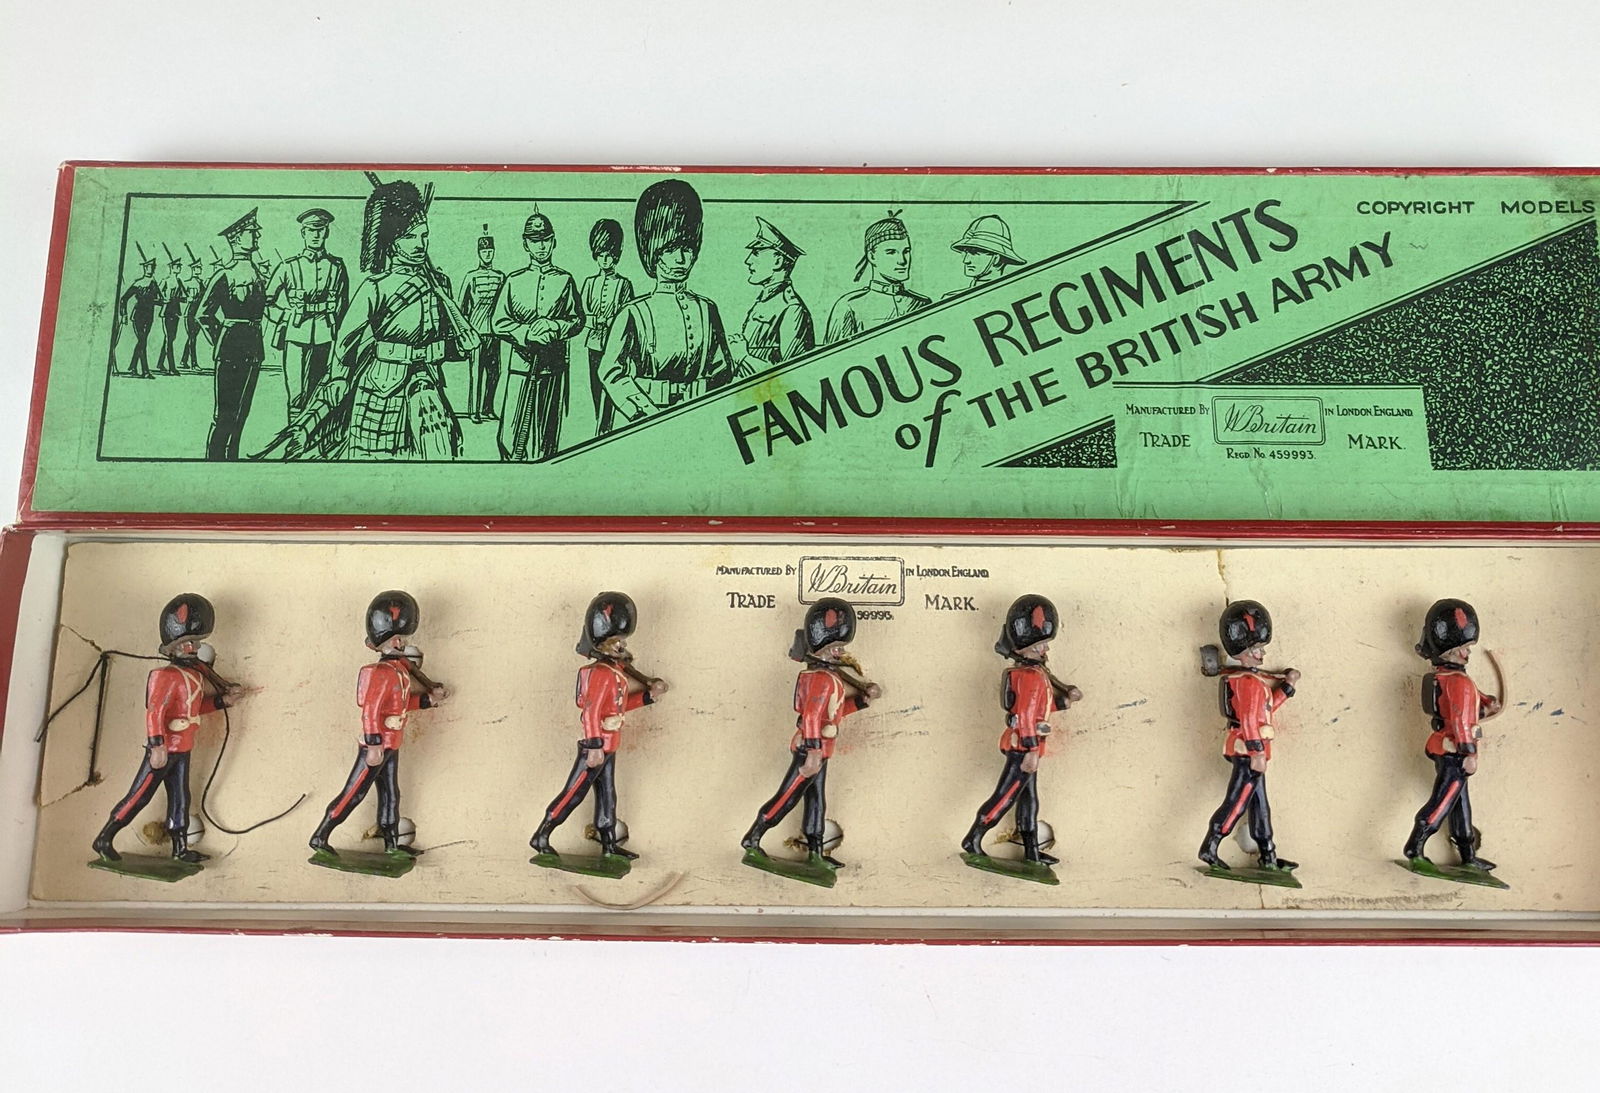 COPYRIGHT MODELS
FAMOUS REGIMENTS
of THE BRITISH ARMY
MANUFACTURED BY W Britain IN LONDON, ENGLAND
TRADE MARK.
REGD. No. 459993.
MANUFACTURED BY W Britain IN LONDON, ENGLAND
TRADE MARK.